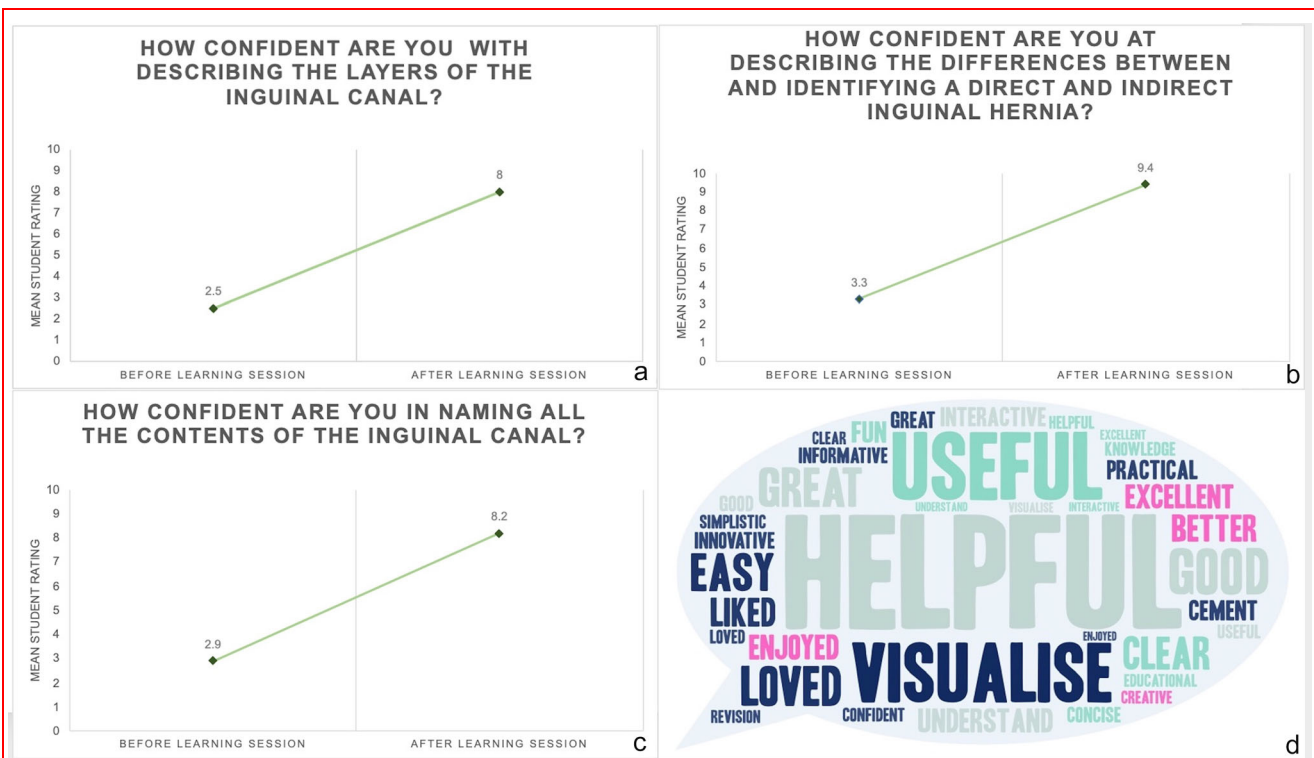 HOW CONFIDENT ARE YOU WITH
DESCRIBING THE LAYERS OF THE
INGUINAL CANAL?
MEAN STUDENT RATING
10
9
8
7
6
5
4
3
2
1
0
2.5
8
BEFORE LEARNING SESSION
AFTER LEARNING SESSION
a
HOW CONFIDENT ARE YOU AT
DESCRIBING THE DIFFERENCES BETWEEN
AND IDENTIFYING A DIRECT AND INDIRECT
INGUINAL HERNIA?
MEAN STUDENT RATING
10
9
8
7
6
5
4
3
2
1
0
3.3
9.4
BEFORE LEARNING SESSION
AFTER LEARNING SESSION
b
HOW CONFIDENT ARE YOU IN NAMING ALL
THE CONTENTS OF THE INGUINAL CANAL?
MEAN STUDENT RATING
10
9
8
7
6
5
4
3
2
1
0
2.9
8.2
BEFORE LEARNING SESSION
AFTER LEARNING SESSION
c
GREAT
INTERACTIVE
HELPFUL
CLEAR
FUN
EXCELLENT
KNOWLEDGE
INFORMATIVE
USEFUL
PRACTICAL
GREAT
EXCELLENT
GOOD
UNDERSTAND
VISUALISE
INTERACTIVE
SIMPLISTIC
INNOVATIVE
HELPFUL
BETTER
EASY
GOOD
LIKED
CEMENT
LOVED
ENJOYED
ENJOYED
USEFUL
LOVED
VISUALISE
CLEAR
EDUCATIONAL
CREATIVE
REVISION
CONFIDENT
UNDERSTAND
CONCISE
d